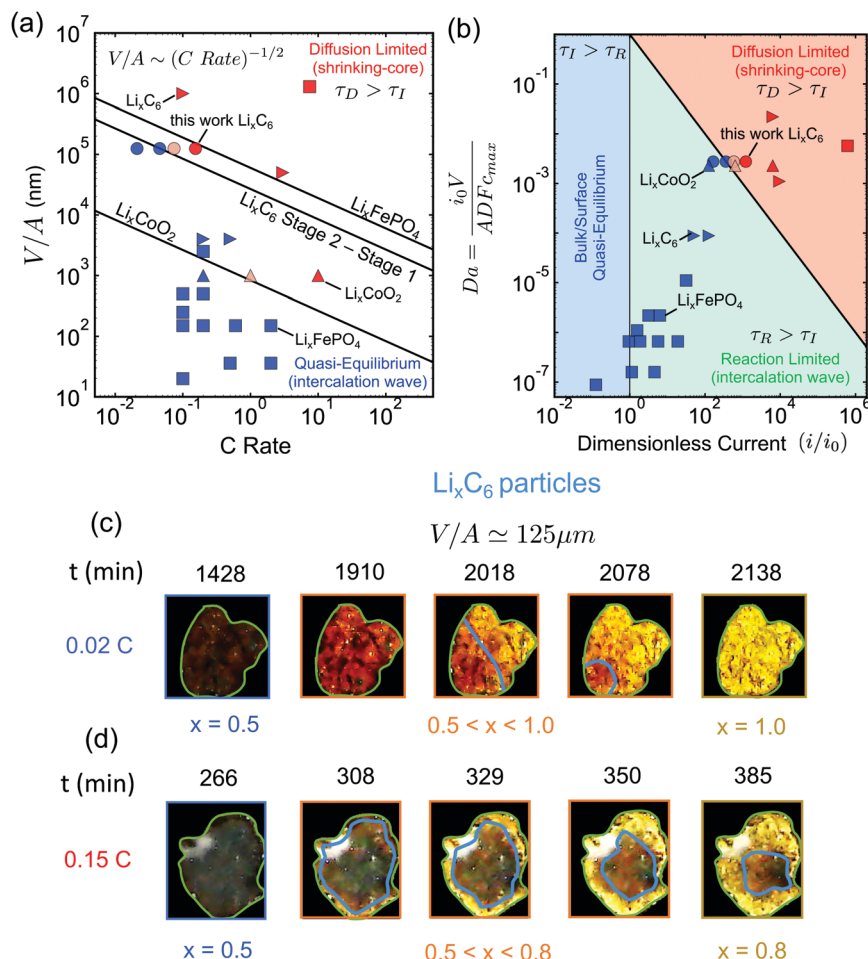 (a)
10^7
10^6
10^5
10^4
10^3
10^2
10^1
V/A (nm)
V/A ∼ (C Rate)^{-1/2}
Diffusion Limited
(shrinking-core)
τ_D > τ_I
Li_xC_6
this work Li_xC_6
Li_xFePO_4
Li_xC_6 Stage 2 – Stage 1
Li_xCoO_2
Li_xCoO_2
Li_xFePO_4
Quasi-Equilibrium
(intercalation wave)
10^{-2} 10^{-1} 10^0 10^1 10^2
C Rate
(b)
10^{-1}
10^{-3}
10^{-5}
10^{-7}
Da = i_0V / ADFc_{max}
τ_I > τ_R
Diffusion Limited
(shrinking-core)
τ_D > τ_I
this work Li_xC_6
Li_xCoO_2
Bulk/Surface
Quasi-Equilibrium
Li_xC_6
Li_xFePO_4
τ_R > τ_I
Reaction Limited
(intercalation wave)
10^{-2} 10^0 10^2 10^4 10^6
Dimensionless Current (i/i_0)
Li_xC_6 particles
(c)
V/A ≃ 125μm
t (min) 1428 1910 2018 2078 2138
0.02 C
x = 0.5 0.5 < x < 1.0 x = 1.0
(d)
t (min) 266 308 329 350 385
0.15 C
x = 0.5 0.5 < x < 0.8 x = 0.8